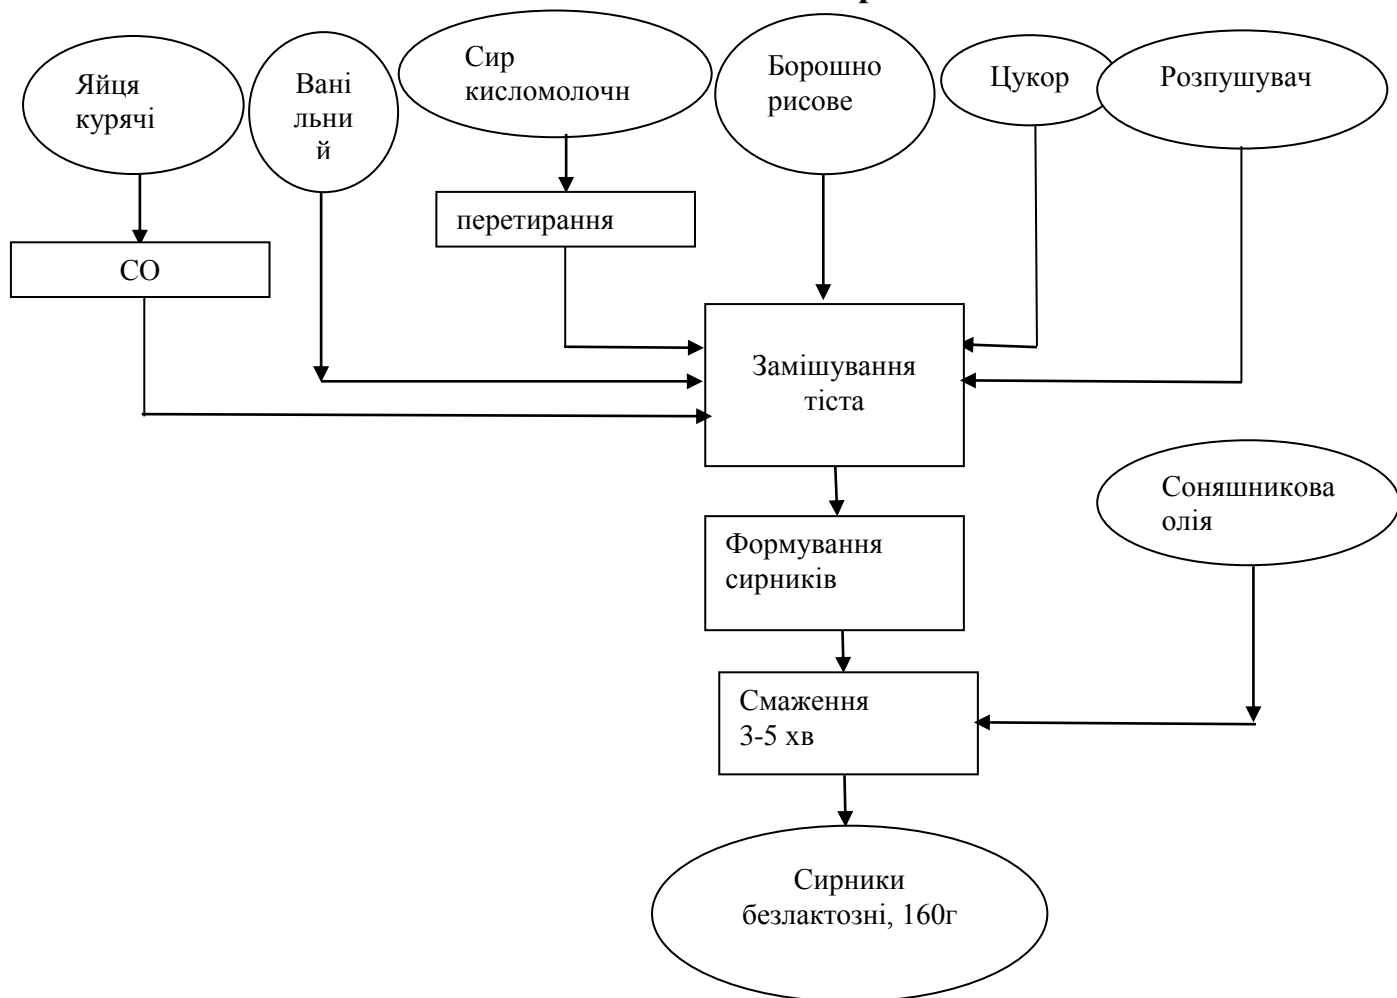 Яйця
курячі
Вані
льни
й
Сир
кисломолочн
Борошно
рисове
Цукор
Розпушувач
перетирання
СО
Замішування
тіста
Соняшникова
олія
Формування
сирників
Смаження
3-5 хв
Сирники
безлактозні, 160г